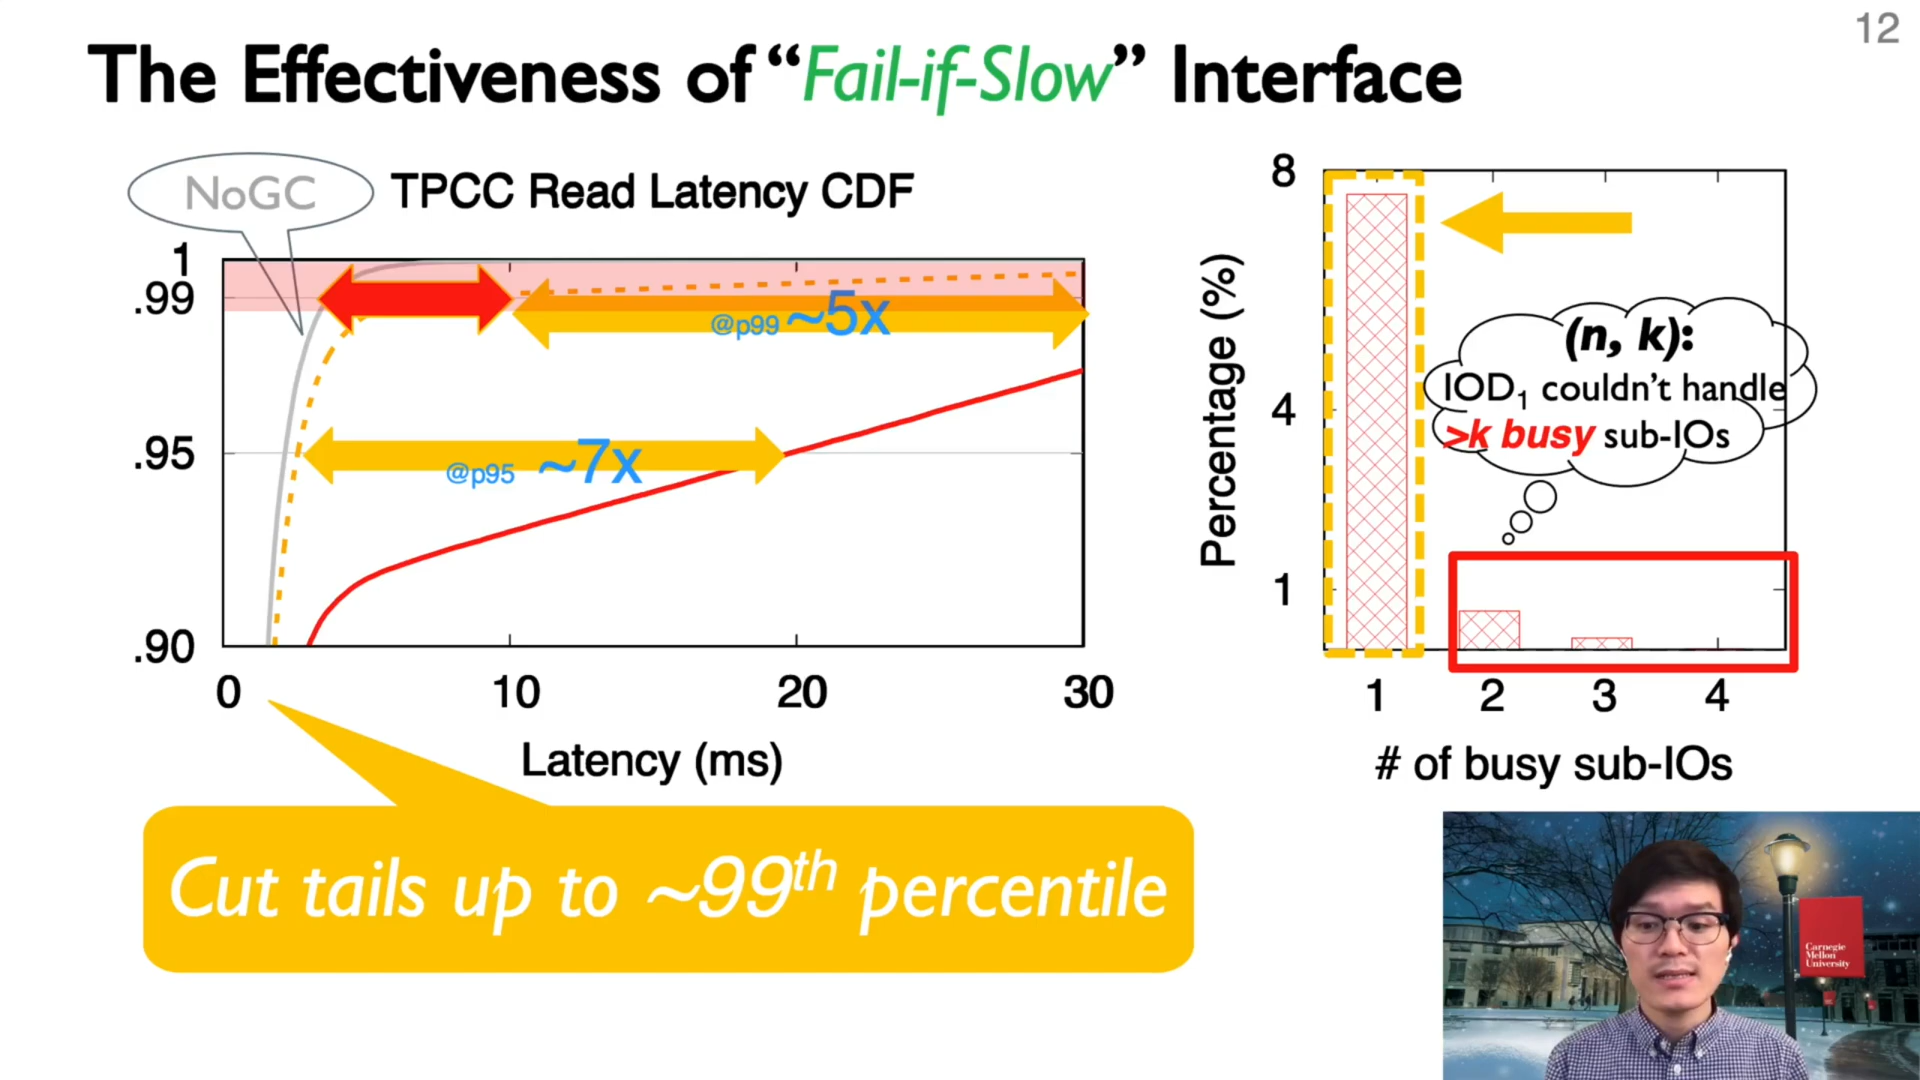 12
The Effectiveness of “Fail-if-Slow” Interface
NoGC
TPCC Read Latency CDF
1
.99
.95
.90
@p99 ~5x
@p95 ~7x
0 10 20 30
Latency (ms)
Cut tails up to ~99th percentile
8
4
1
Percentage (%)
(n, k):
IOD1 couldn’t handle
>k busy sub-IOs
1 2 3 4
# of busy sub-IOs
Carnegie
Mellon
University